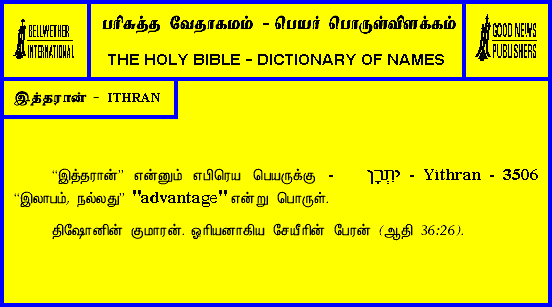 BELLWETHER
INTERNATIONAL
பரிசுத்த வேதாகமம் - பெயர் பொருள்விளக்கம்
THE HOLY BIBLE - DICTIONARY OF NAMES
GOOD NEWS
PUBLISHERS
இத்தரான் - ITHRAN
“இத்தரான்” என்னும் எபிரெய பெயருக்கு - יִתְרָן - Yithran - 3506
“இலாபம், நல்லது” "advantage" என்று பொருள்.
திஷோனின் குமாரன். ஓரியனாகிய சேயீரின் பேரன் (ஆதி 36:26).